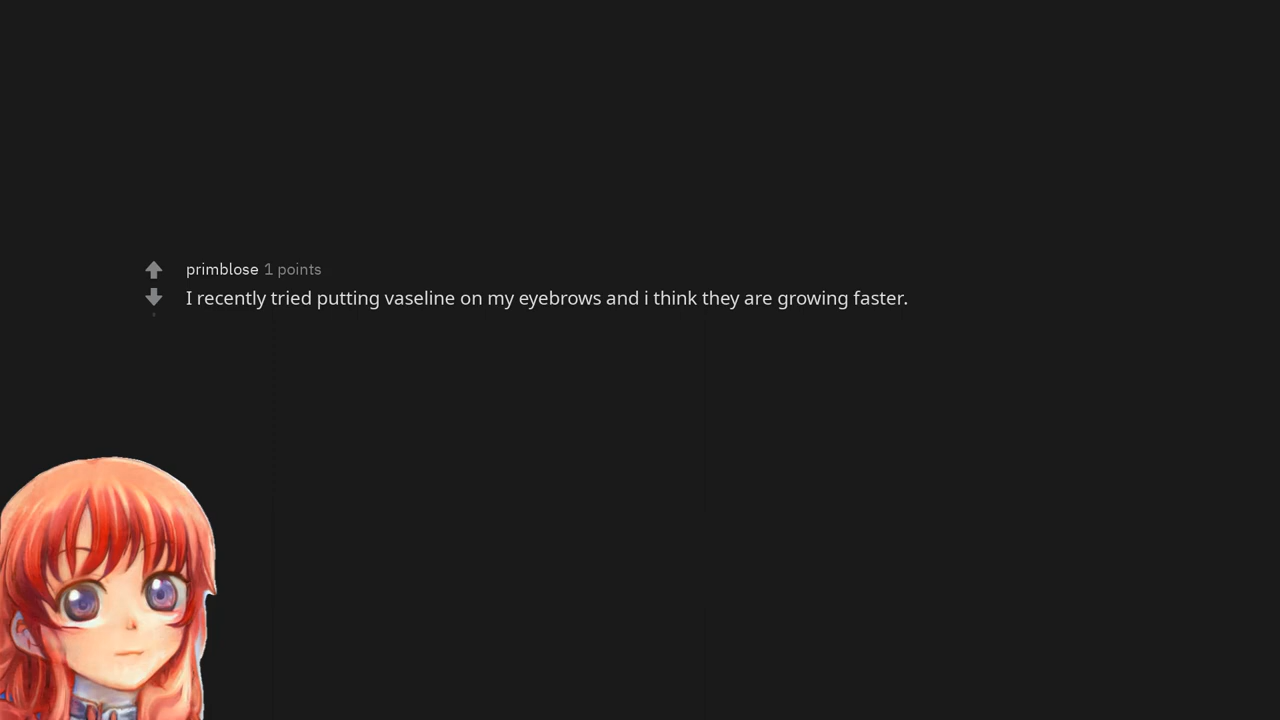 primblose 1 points
I recently tried putting vaseline on my eyebrows and i think they are growing faster.